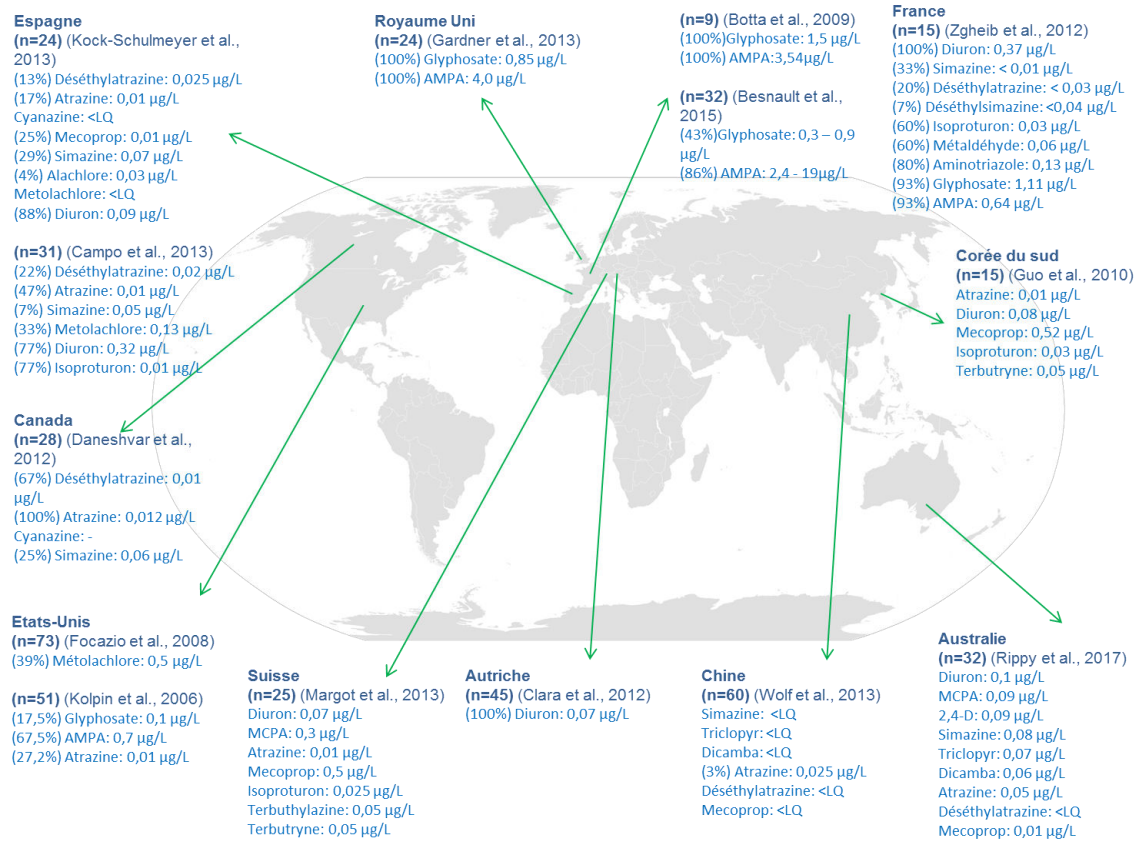 Espagne
(n=24) (Kock-Schulmeyer et al.,
2013)
(13%) Déséthylatrazine: 0,025 µg/L
(17%) Atrazine: 0,01 µg/L
Cyanazine: <LQ
(25%) Mecoprop: 0,01 µg/L
(29%) Simazine: 0,07 µg/L
(4%) Alachlore: 0,03 µg/L
Metolachlore: <LQ
(88%) Diuron: 0,09 µg/L
(n=31) (Campo et al., 2013)
(22%) Déséthylatrazine: 0,02 µg/L
(47%) Atrazine: 0,01 µg/L
(7%) Simazine: 0,05 µg/L
(33%) Metolachlore: 0,13 µg/L
(77%) Diuron: 0,32 µg/L
(77%) Isoproturon: 0,01 µg/L
Canada
(n=28) (Daneshvar et al.,
2012)
(67%) Déséthylatrazine: 0,01
µg/L
(100%) Atrazine: 0,012 µg/L
Cyanazine: -
(25%) Simazine: 0,06 µg/L
Etats-Unis
(n=73) (Focazio et al., 2008)
(39%) Métolachlore: 0,5 µg/L
(n=51) (Kolpin et al., 2006)
(17,5%) Glyphosate: 0,1 µg/L
(67,5%) AMPA: 0,7 µg/L
(27,2%) Atrazine: 0,01 µg/L
Royaume Uni
(n=24) (Gardner et al., 2013)
(100%) Glyphosate: 0,85 µg/L
(100%) AMPA: 4,0 µg/L
(n=9) (Botta et al., 2009)
(100%)Glyphosate: 1,5 µg/L
(100%) AMPA:3,54µg/L
(n=32) (Besnault et al.,
2015)
(43%)Glyphosate: 0,3 – 0,9
µg/L
(86%) AMPA: 2,4 - 19µg/L
France
(n=15) (Zgheib et al., 2012)
(100%) Diuron: 0,37 µg/L
(33%) Simazine: < 0,01 µg/L
(20%) Déséthylatrazine: < 0,03 µg/L
(7%) Déséthylsimazine: <0,04 µg/L
(60%) Isoproturon: 0,03 µg/L
(60%) Métaldéhyde: 0,06 µg/L
(80%) Aminotriazole: 0,13 µg/L
(93%) Glyphosate: 1,11 µg/L
(93%) AMPA: 0,64 µg/L
Corée du sud
(n=15) (Guo et al., 2010)
Atrazine: 0,01 µg/L
Diuron: 0,08 µg/L
Mecoprop: 0,52 µg/L
Isoproturon: 0,03 µg/L
Terbutryne: 0,05 µg/L
Suisse
(n=25) (Margot et al., 2013)
Diuron: 0,07 µg/L
MCPA: 0,3 µg/L
Atrazine: 0,01 µg/L
Mecoprop: 0,5 µg/L
Isoproturon: 0,025 µg/L
Terbuthylazine: 0,05 µg/L
Terbutryne: 0,05 µg/L
Autriche
(n=45) (Clara et al., 2012)
(100%) Diuron: 0,07 µg/L
Chine
(n=60) (Wolf et al., 2013)
Simazine: <LQ
Triclopyr: <LQ
Dicamba: <LQ
(3%) Atrazine: 0,025 µg/L
Déséthylatrazine: <LQ
Mecoprop: <LQ
Australie
(n=32) (Rippy et al., 2017)
Diuron: 0,1 µg/L
MCPA: 0,09 µg/L
2,4-D: 0,09 µg/L
Simazine: 0,08 µg/L
Triclopyr: 0,07 µg/L
Dicamba: 0,06 µg/L
Atrazine: 0,05 µg/L
Déséthylatrazine: <LQ
Mecoprop: 0,01 µg/L